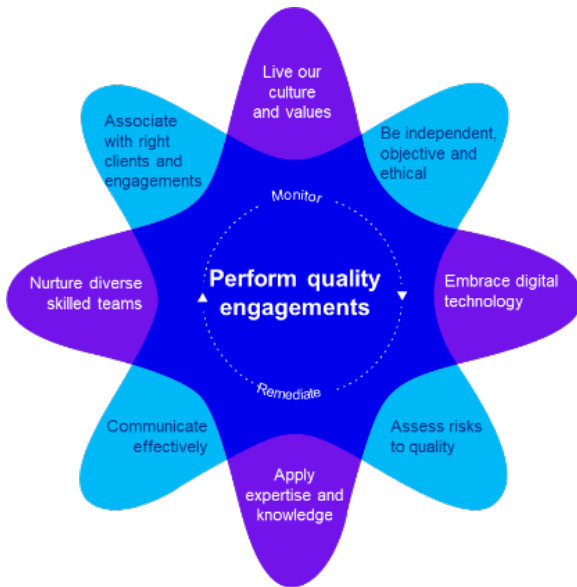 Live our
culture
and values
Associate
with right
clients and
engagements
Be independent,
objective and
ethical
Monitor
Nurture diverse
skilled teams
Perform quality
engagements
Embrace digital
technology
Remediate
Communicate
effectively
Assess risks
to quality
Apply
expertise and
knowledge